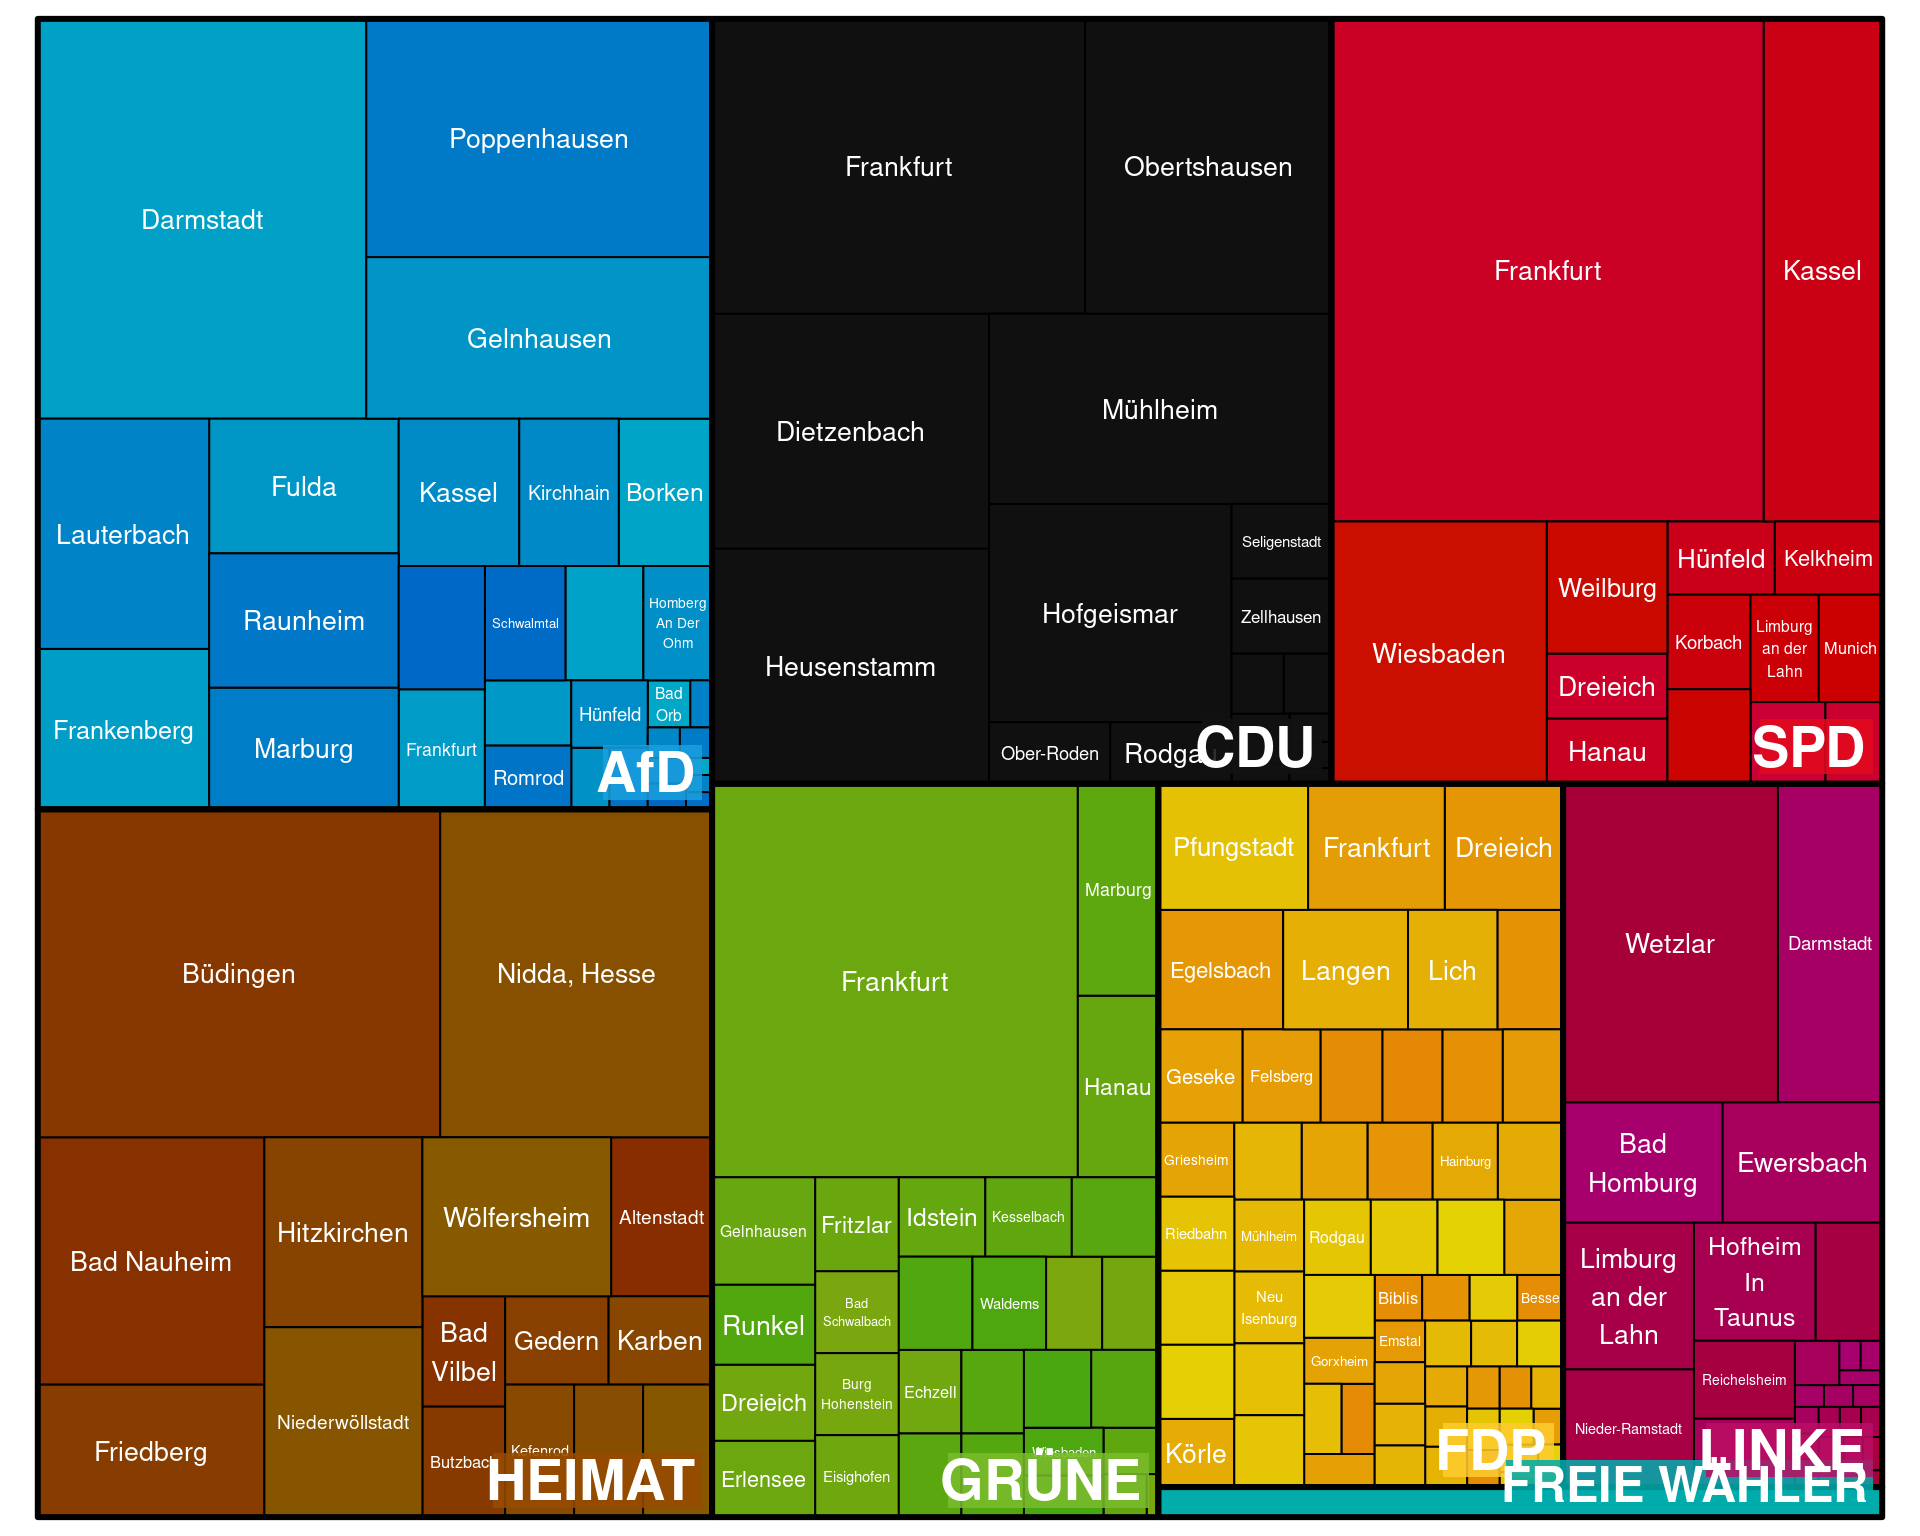 Darmstadt
Poppenhausen
Gelnhausen
Lauterbach
Fulda
Kassel
Kirchhain
Borken
Raunheim
Schwalmtal
Homberg
An Der
Ohm
Frankenberg
Marburg
Frankfurt
Hünfeld
Bad
Orb
Romrod
AfD
Frankfurt
Obertshausen
Dietzenbach
Mühlheim
Heusenstamm
Hofgeismar
Seligenstadt
Zellhausen
Ober-Roden
Rodgau
CDU
Frankfurt
Kassel
Wiesbaden
Weilburg
Hünfeld
Kelkheim
Dreieich
Hanau
Korbach
Limburg
an der
Lahn
Munich
SPD
Büdingen
Nidda, Hesse
Bad Nauheim
Hitzkirchen
Wölfersheim
Altenstadt
Friedberg
Niederwöllstadt
Bad
Vilbel
Gedern
Karben
Butzbach
Kefenrod
HEIMAT
Frankfurt
Marburg
Hanau
Gelnhausen
Fritzlar
Idstein
Kesselbach
Runkel
Bad
Schwalbach
Waldems
Dreieich
Burg
Hohenstein
Echzell
Erlensee
Eisighofen
Wiesbaden
GRÜNE
Pfungstadt
Frankfurt
Dreieich
Egelsbach
Langen
Lich
Geseke
Felsberg
Griesheim
Hainburg
Riedbahn
Mühlheim
Rodgau
Neu
Isenburg
Biblis
Besse
Emstal
Gorxheim
Körle
FDP
Wetzlar
Darmstadt
Bad
Homburg
Ewersbach
Limburg
an der
Lahn
Hofheim
In
Taunus
Reichelsheim
Nieder-Ramstadt
LINKE
FREIE WÄHLER